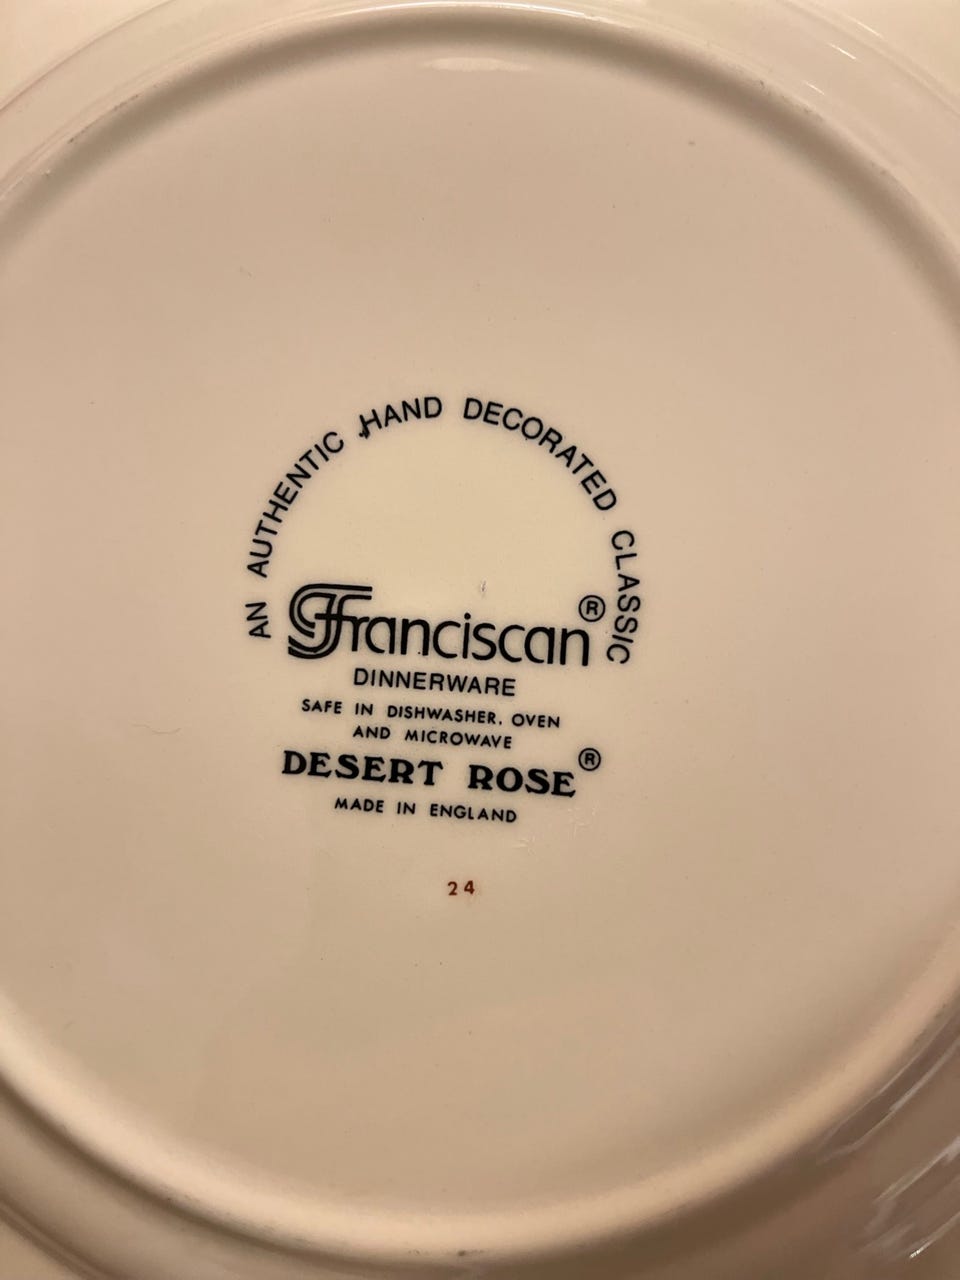 AN AUTHENTIC HAND DECORATED CLASSIC
Franciscan®
DINNERWARE
SAFE IN DISHWASHER, OVEN
AND MICROWAVE
DESERT ROSE®
MADE IN ENGLAND
24